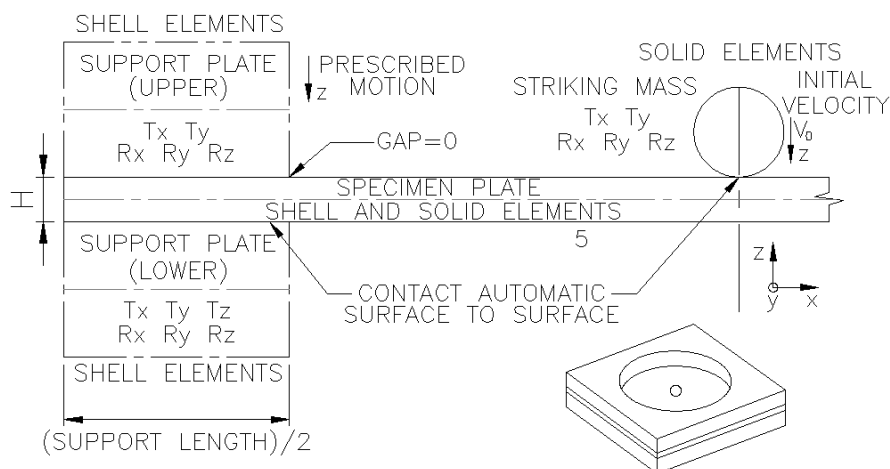 SHELL ELEMENTS
SUPPORT PLATE
(UPPER)
Tx Ty
Rx Ry Rz
z
PRESCRIBED
MOTION
GAP=0
SOLID ELEMENTS
STRIKING MASS
Tx Ty
Rx Ry Rz
INITIAL
VELOCITY
V0
z
H
SPECIMEN PLATE
SHELL AND SOLID ELEMENTS
5
SUPPORT PLATE
(LOWER)
Tx Ty Tz
Rx Ry Rz
SHELL ELEMENTS
(SUPPORT LENGTH)/2
CONTACT AUTOMATIC
SURFACE TO SURFACE
z
y
x